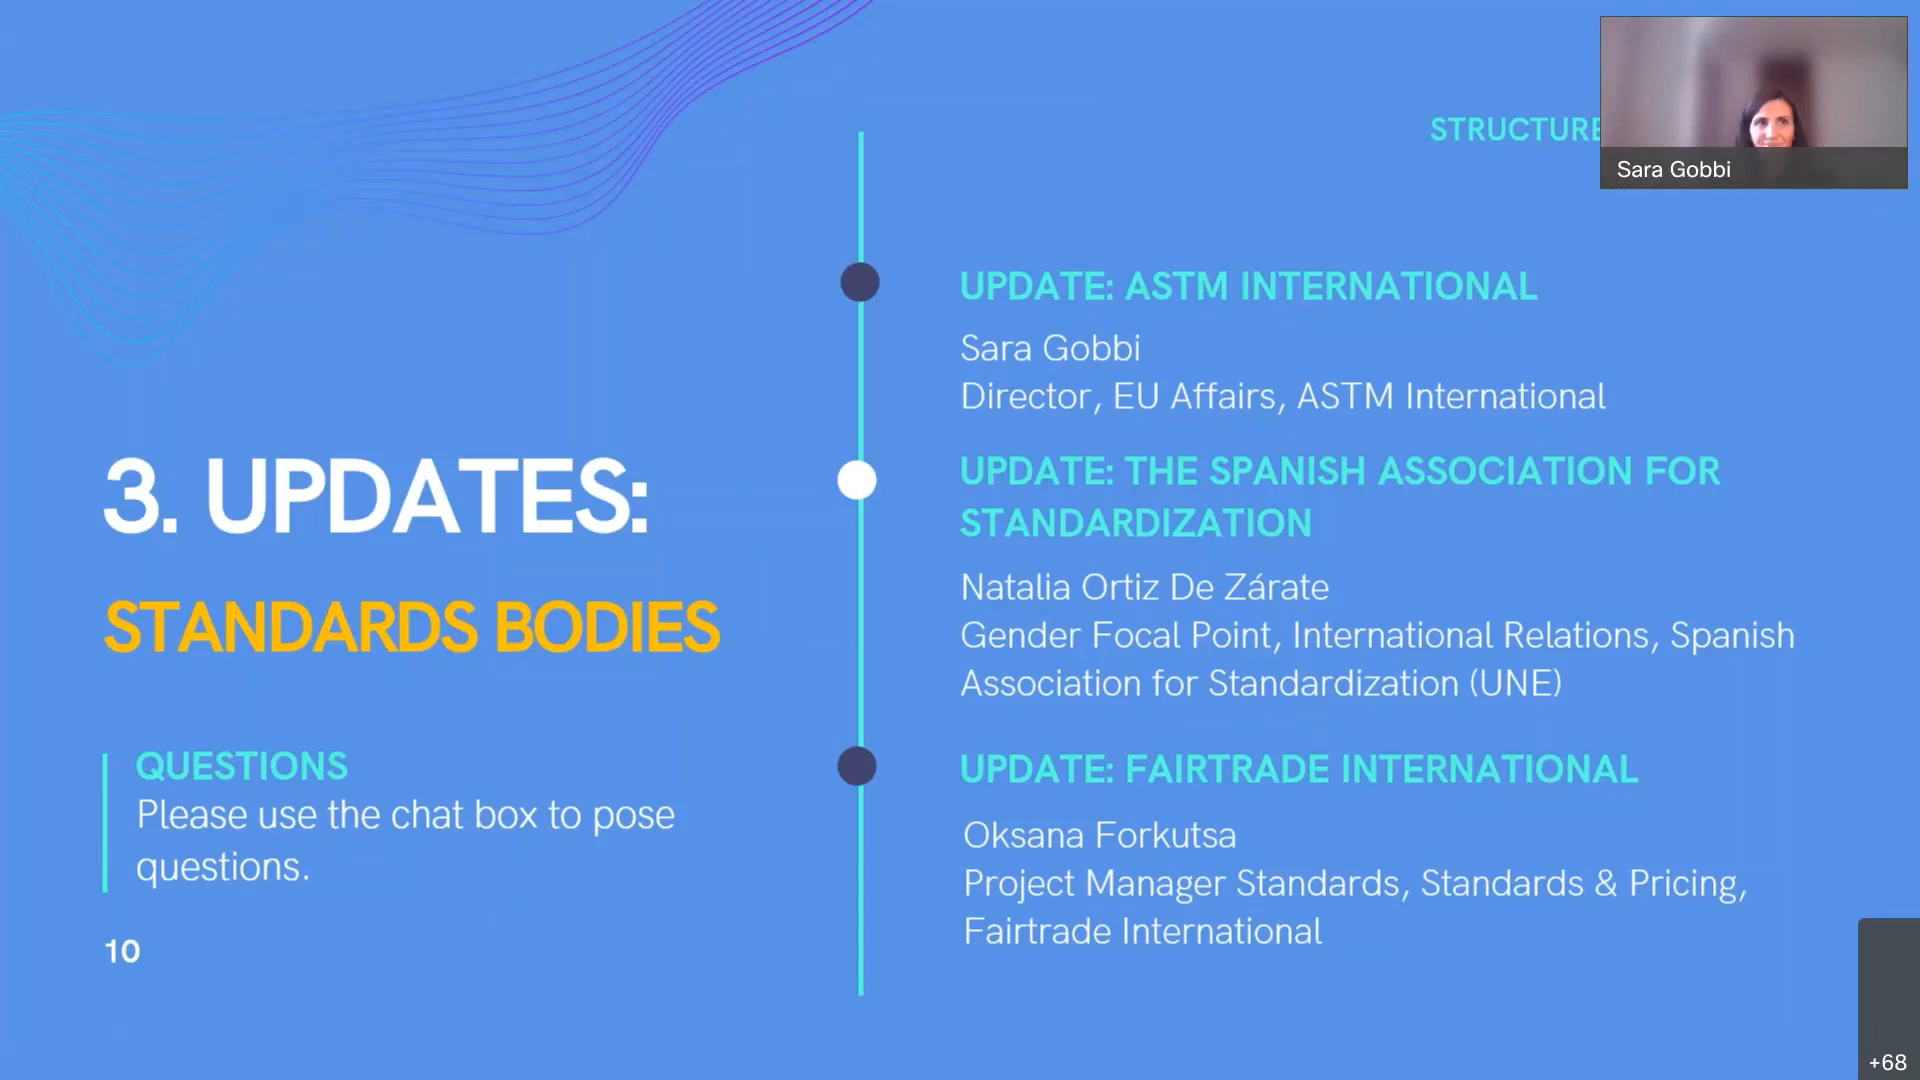 STRUCTURE
Sara Gobbi
UPDATE: ASTM INTERNATIONAL
Sara Gobbi
Director, EU Affairs, ASTM International
3. UPDATES:
STANDARDS BODIES
UPDATE: THE SPANISH ASSOCIATION FOR
STANDARDIZATION
Natalia Ortiz De Zárate
Gender Focal Point, International Relations, Spanish
Association for Standardization (UNE)
QUESTIONS
Please use the chat box to pose
questions.
UPDATE: FAIRTRADE INTERNATIONAL
Oksana Forkutsa
Project Manager Standards, Standards & Pricing,
Fairtrade International
10
+68